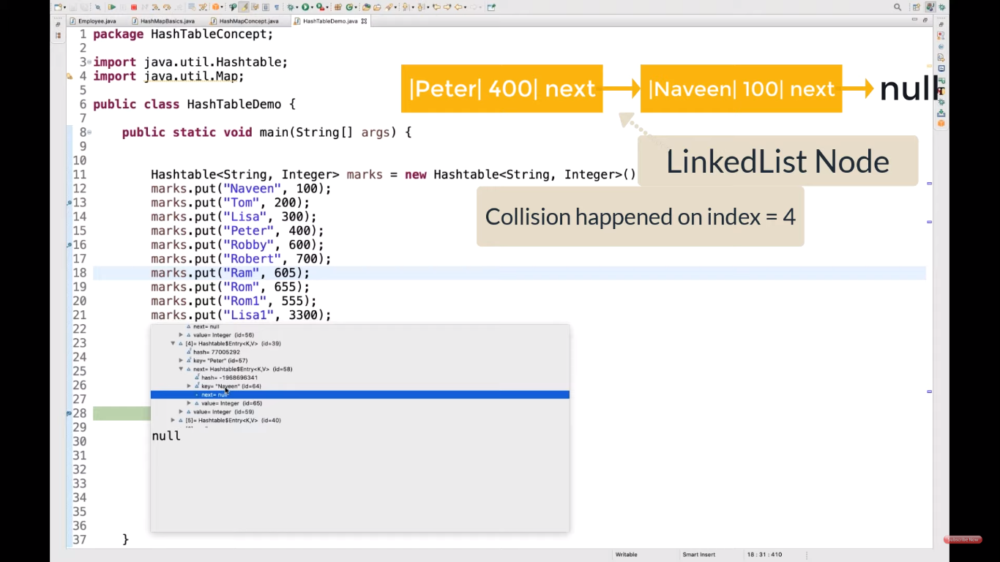 Employee.java
HashMapBasics.java
HashMapConcept.java
HashTableDemo.java
1 package HashTableConcept;
2
3 import java.util.Hashtable;
4 import java.util.Map;
5
6 public class HashTableDemo {
7
8 public static void main(String[] args) {
9
10
11 Hashtable<String, Integer> marks = new Hashtable<String, Integer>()
12 marks.put("Naveen", 100);
13 marks.put("Tom", 200);
14 marks.put("Lisa", 300);
15 marks.put("Peter", 400);
16 marks.put("Robby", 600);
17 marks.put("Robert", 700);
18 marks.put("Ram", 605);
19 marks.put("Rom", 655);
20 marks.put("Rom1", 555);
21 marks.put("Lisa1", 3300);
22
23
24
25
26
27
28
29
30
31
32
33
34
35
36
37 }
|Peter| 400| next
|Naveen| 100| next
null
LinkedList Node
Collision happened on index = 4
next= null
value= Integer (id=56)
[4]= Hashtable$Entry<K,V> (id=39)
hash= 77005292
key= "Peter" (id=57)
next= Hashtable$Entry<K,V> (id=58)
hash= -1968696341
key= "Naveen" (id=64)
next= null
value= Integer (id=65)
value= Integer (id=59)
[5]= Hashtable$Entry<K,V> (id=40)
null
Writable
Smart Insert
18 : 31 : 410
Subscribe Now